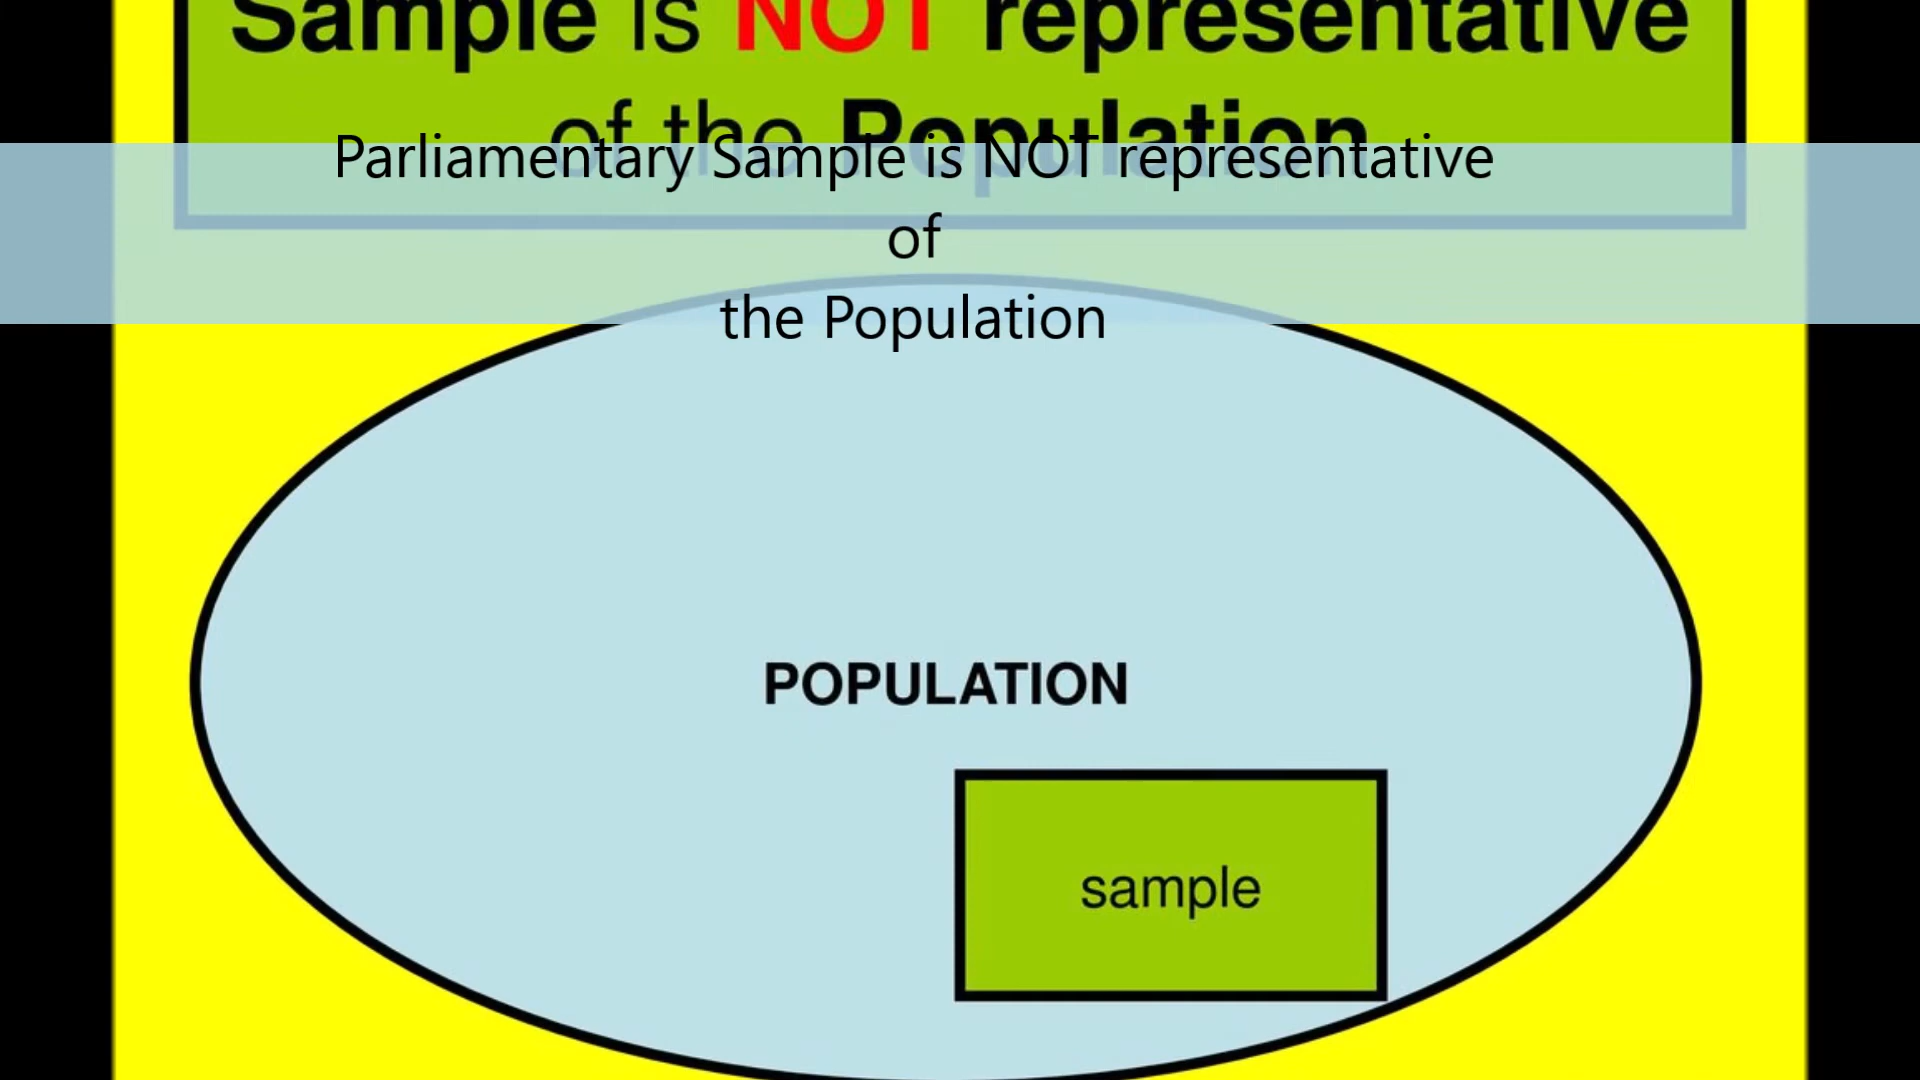 Sample is NOT representative
of the Population
Parliamentary Sample is NOT representative
of
the Population
POPULATION
sample